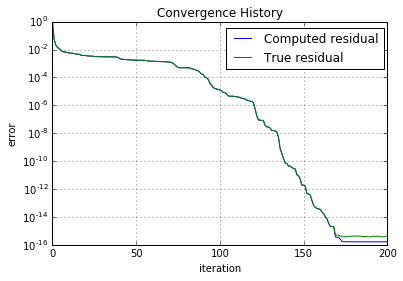 Convergence History
Computed residual
True residual
error
10^0
10^-2
10^-4
10^-6
10^-8
10^-10
10^-12
10^-14
10^-16
0 50 100 150 200
iteration